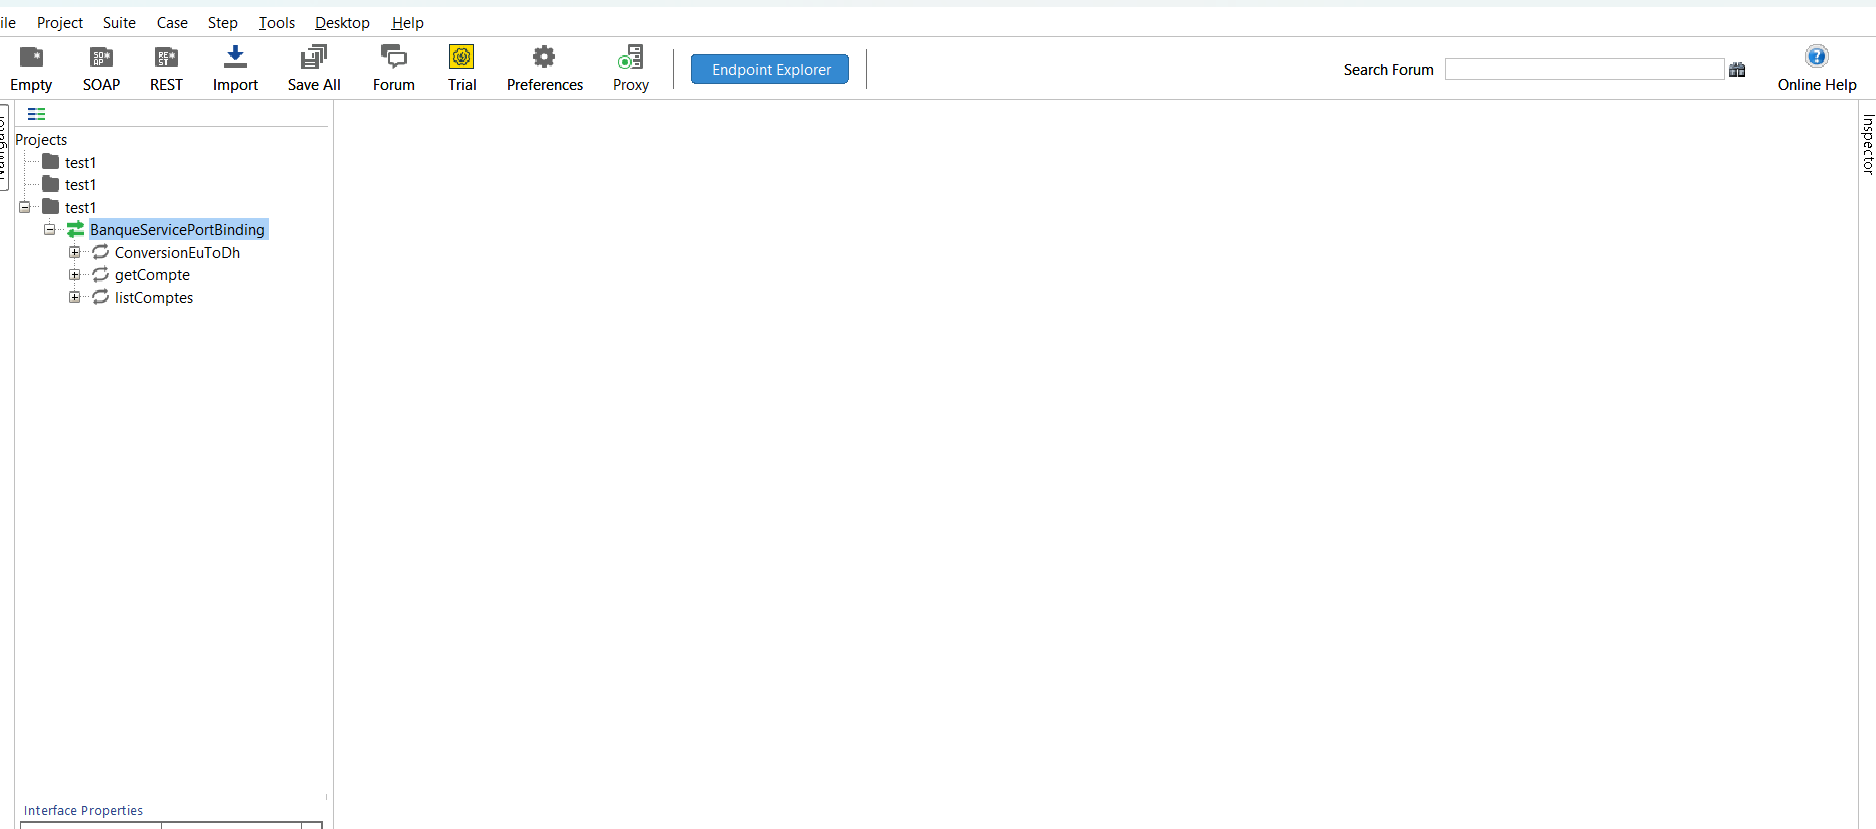 ile Project Suite Case Step Tools Desktop Help
Empty SOAP REST Import Save All Forum Trial Preferences Proxy Endpoint Explorer Search Forum Online Help
Navigator
Inspector
Projects
test1
test1
test1
BanqueServicePortBinding
ConversionEuToDh
getCompte
listComptes
Interface Properties